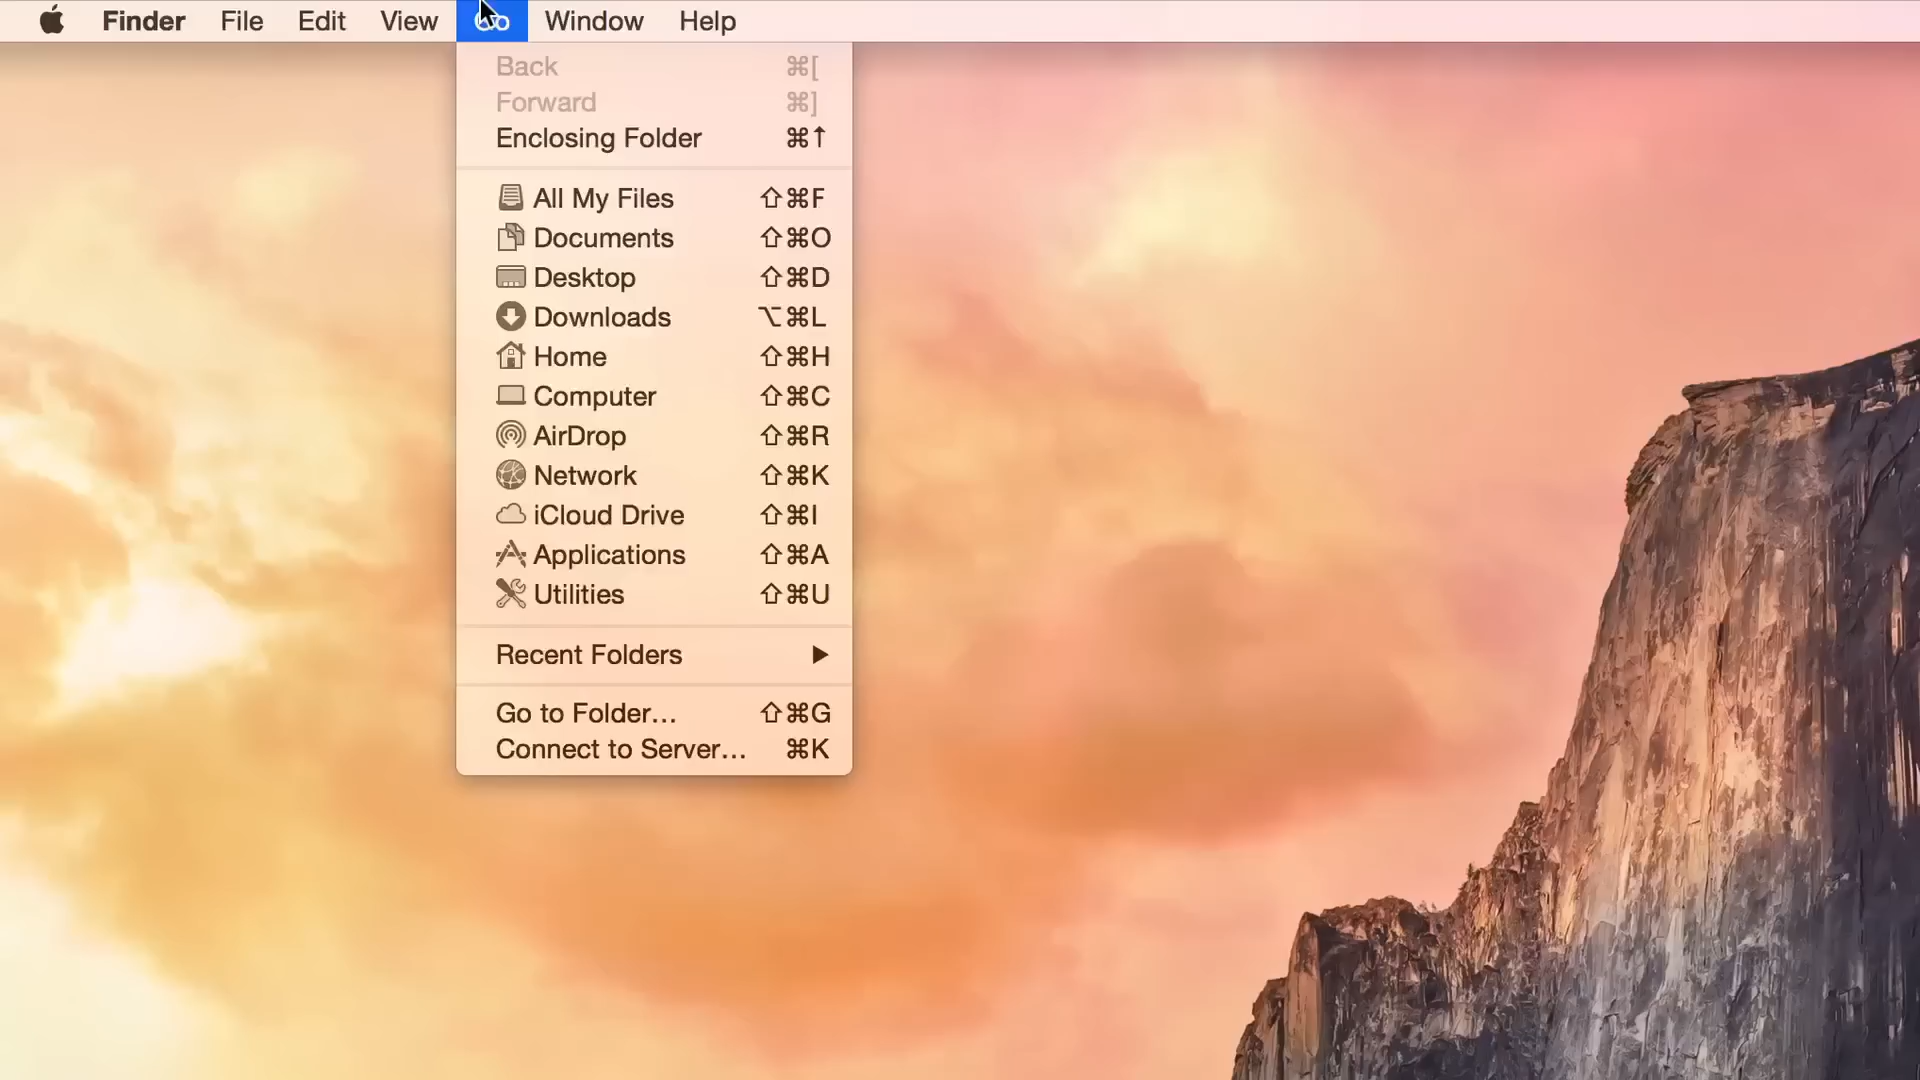 Finder File Edit View Go Window Help
Back ⌘[
Forward ⌘]
Enclosing Folder ⌘↑
All My Files ⇧⌘F
Documents ⇧⌘O
Desktop ⇧⌘D
Downloads ⌥⌘L
Home ⇧⌘H
Computer ⇧⌘C
AirDrop ⇧⌘R
Network ⇧⌘K
iCloud Drive ⇧⌘I
Applications ⇧⌘A
Utilities ⇧⌘U
Recent Folders ▶
Go to Folder... ⇧⌘G
Connect to Server... ⌘K